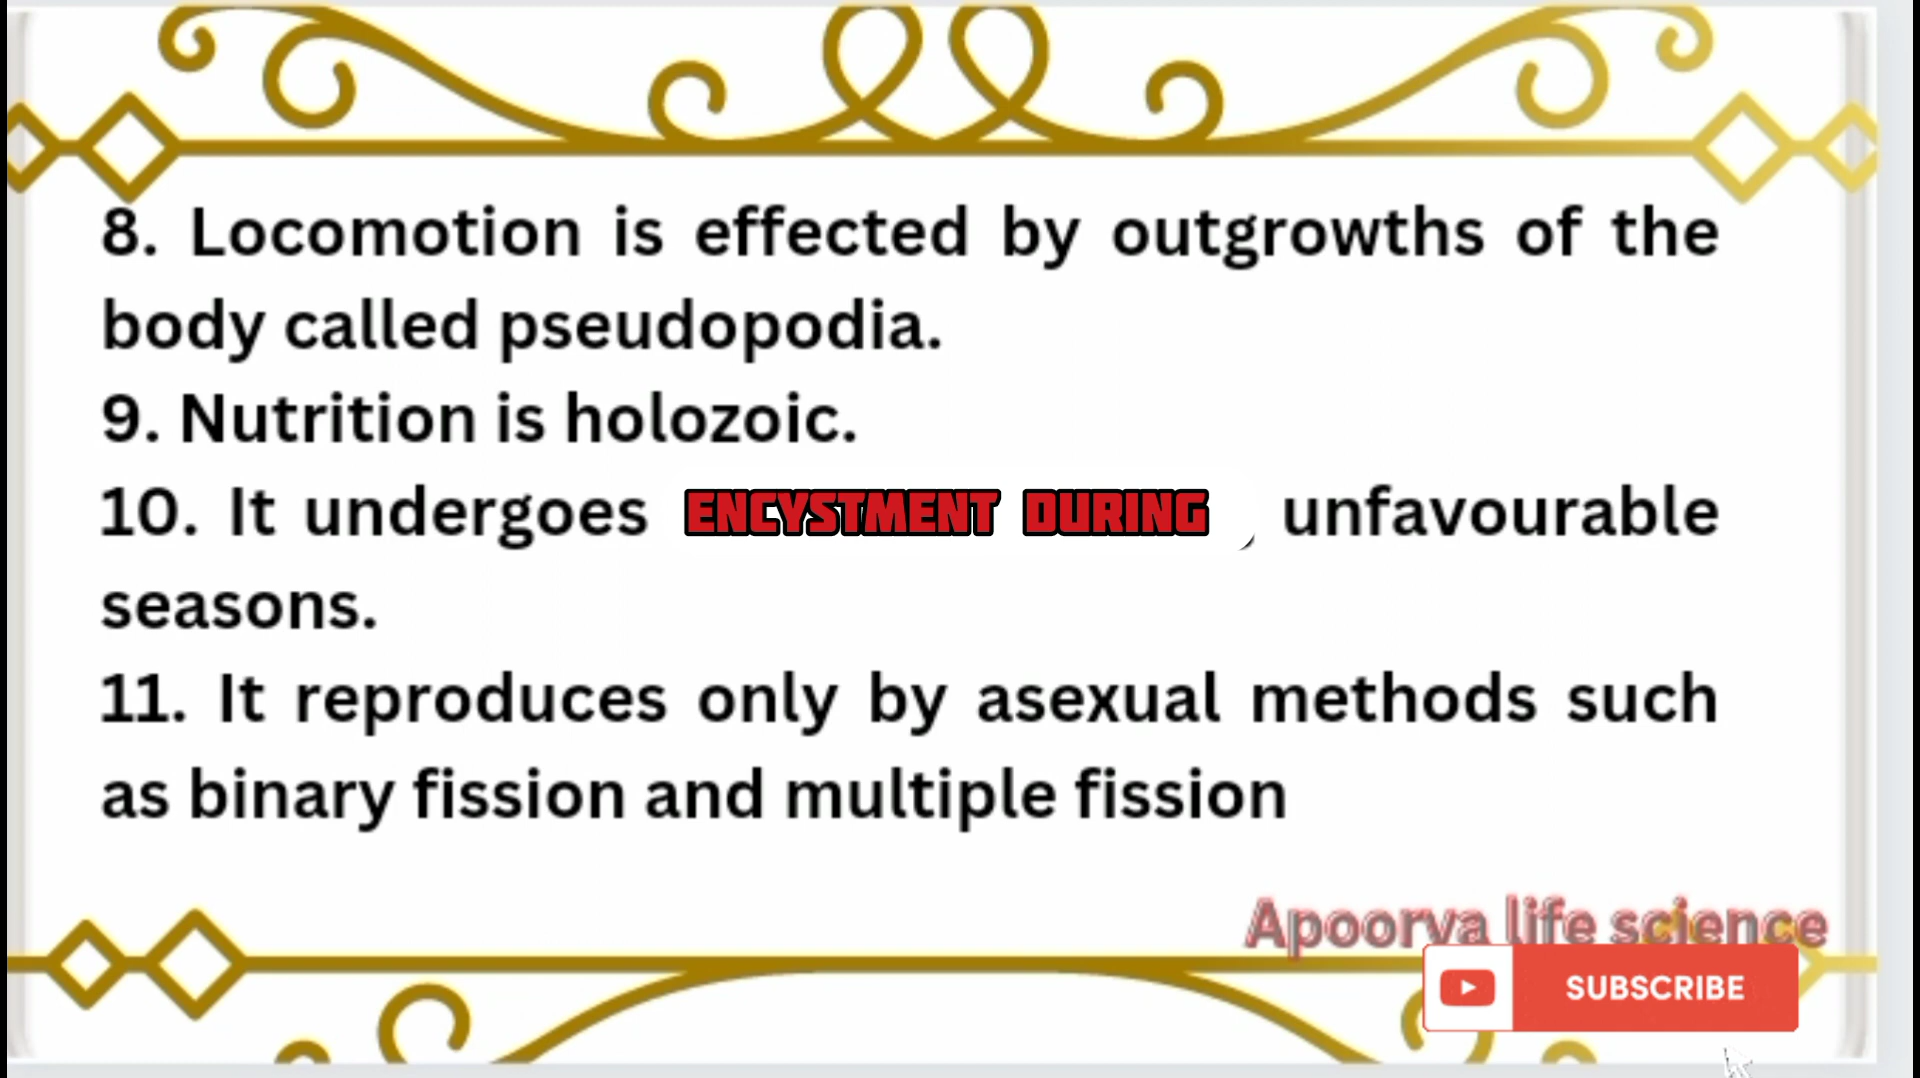 8. Locomotion is effected by outgrowths of the
body called pseudopodia.
9. Nutrition is holozoic.
10. It undergoes ENCYSTMENT DURING , unfavourable
seasons.
11. It reproduces only by asexual methods such
as binary fission and multiple fission
Apoorva life science
SUBSCRIBE